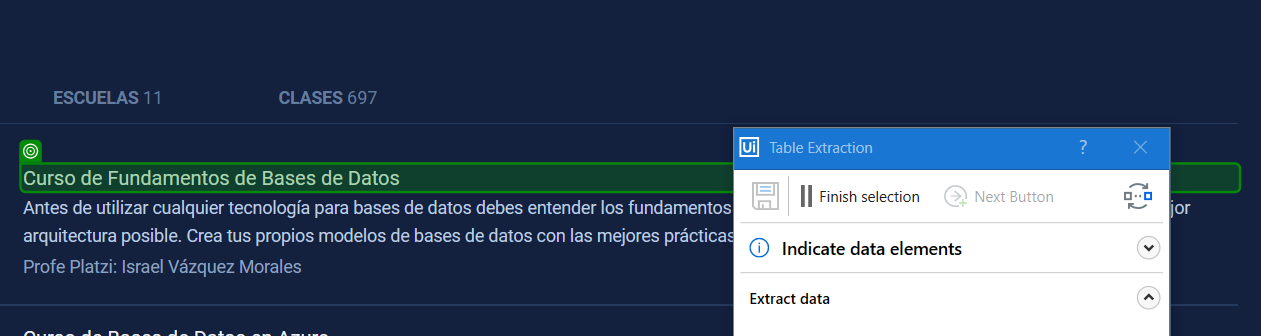 ESCUELAS 11
CLASES 697
Ui Table Extraction ?
Curso de Fundamentos de Bases de Datos
Finish selection
Next Button
Antes de utilizar cualquier tecnología para bases de datos debes entender los fundamentos
jor
arquitectura posible. Crea tus propios modelos de bases de datos con las mejores prácticas
Indicate data elements
Profe Platzi: Israel Vázquez Morales
Extract data
Curso de Bases de Datos en Azure